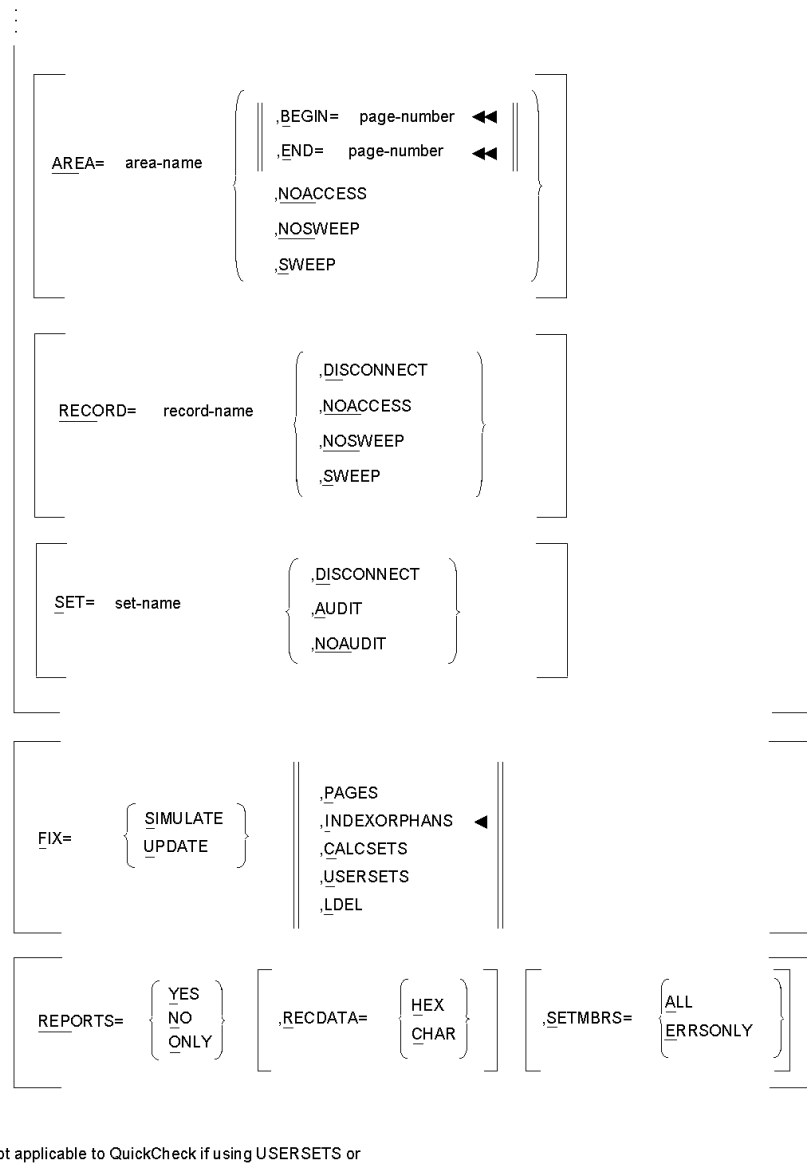 ,BEGIN= page-number ◄◄
,END= page-number ◄◄
AREA= area-name
,NOACCESS
,NOSWEEP
,SWEEP
,DISCONNECT
RECORD= record-name
,NOACCESS
,NOSWEEP
,SWEEP
,DISCONNECT
SET= set-name
,AUDIT
,NOAUDIT
FIX=
SIMULATE
UPDATE
,PAGES
,INDEXORPHANS ◄
,CALCSETS
,USERSETS
,LDEL
REPORTS=
YES
NO
ONLY
,RECDATA=
HEX
CHAR
,SETMBRS=
ALL
ERRSONLY
applicable to QuickCheck if using USERSETS or